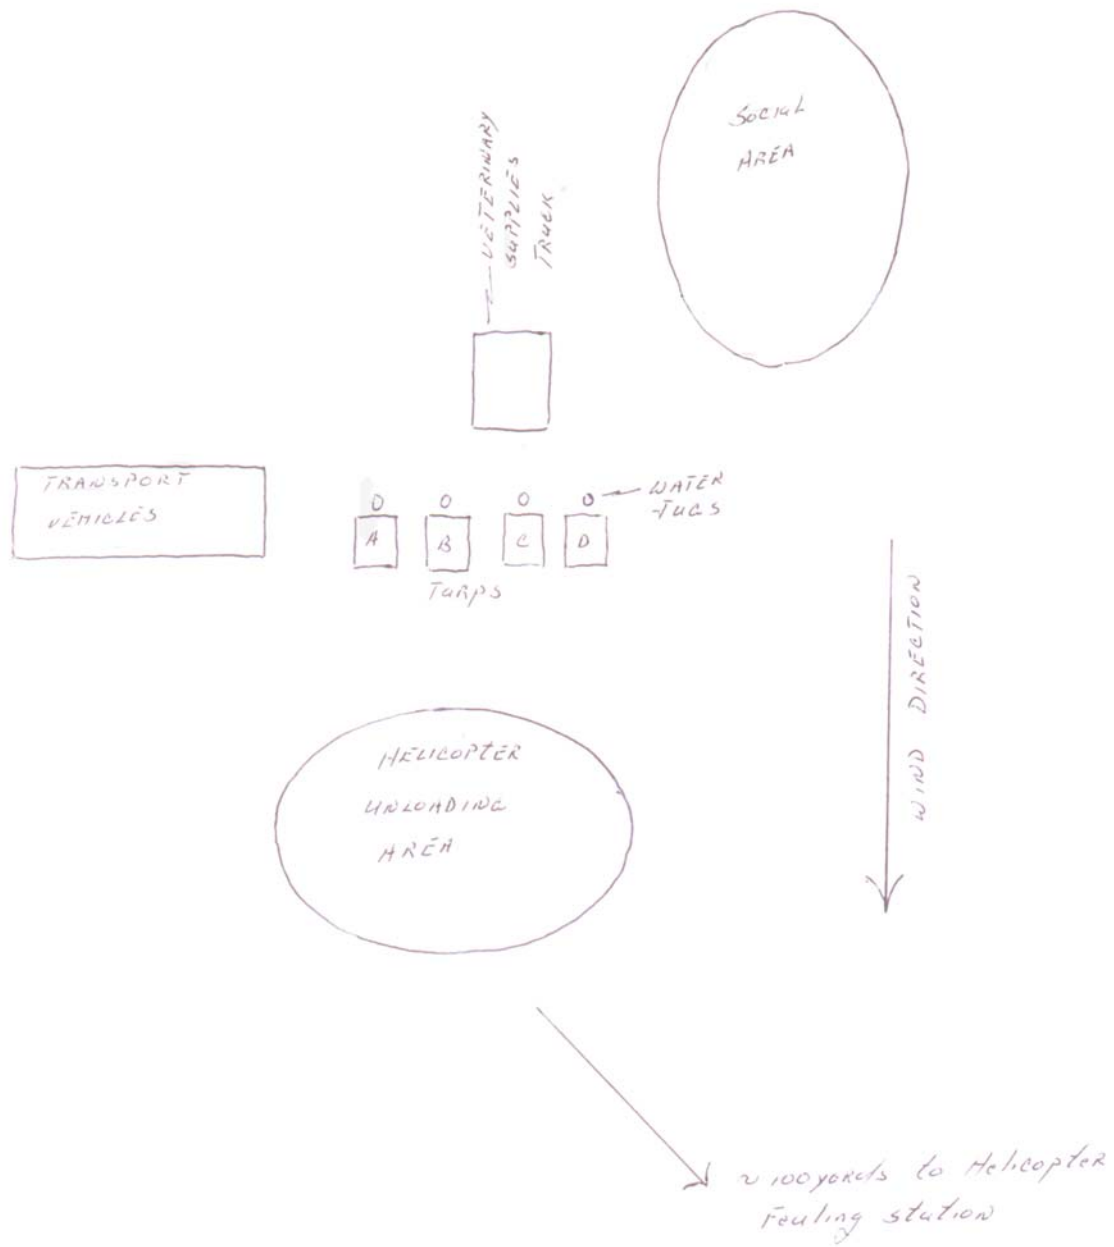 SOCIAL
AREA
VETERINARY
SUPPLIES
TRUCK
TRANSPORT
VEHICLES
WATER
TUGS
A
B
C
D
TARPS
WIND DIRECTION
HELICOPTER
UNLOADING
AREA
~ 100 yards to Helicopter
Feuling station